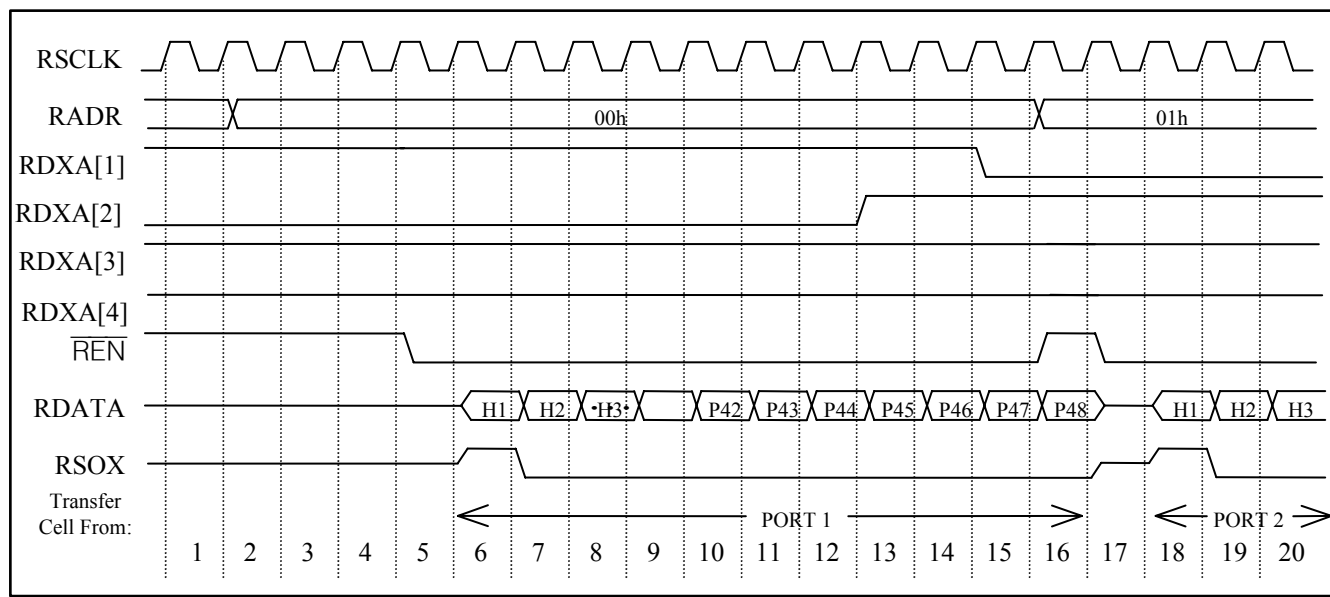 RSCLK
RADR 00h 01h
RDXA[1]
RDXA[2]
RDXA[3]
RDXA[4]
REN
RDATA H1 H2 •H3• P42 P43 P44 P45 P46 P47 P48 H1 H2 H3
RSOX
Transfer
Cell From: PORT 1 PORT 2
1 2 3 4 5 6 7 8 9 10 11 12 13 14 15 16 17 18 19 20